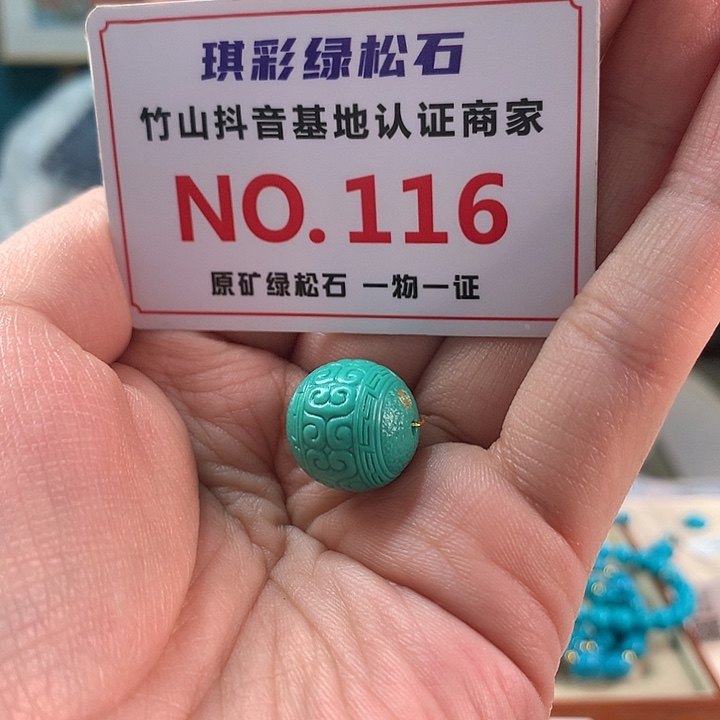 琪彩绿松石
竹山抖音基地认证商家
NO.116
原矿绿松石 一物一证